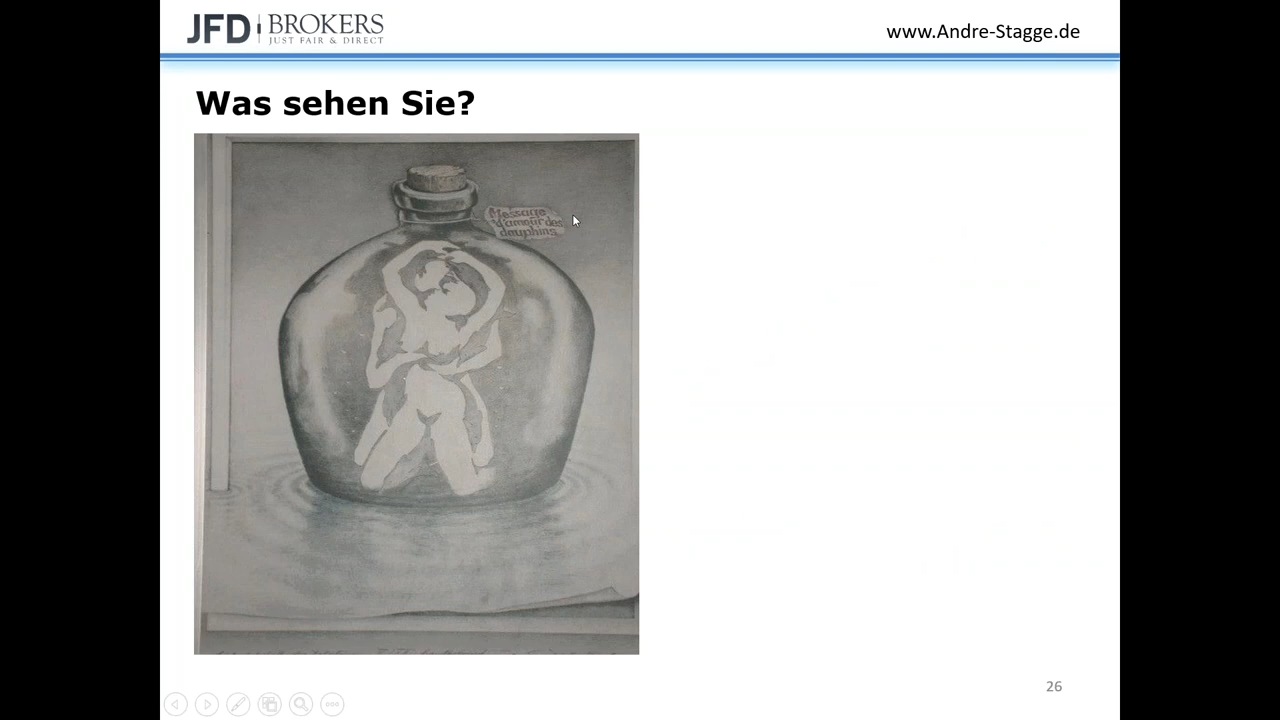 JFD BROKERS
JUST FAIR & DIRECT
www.Andre-Stagge.de
Was sehen Sie?
Message
d'amour des
dauphins
26